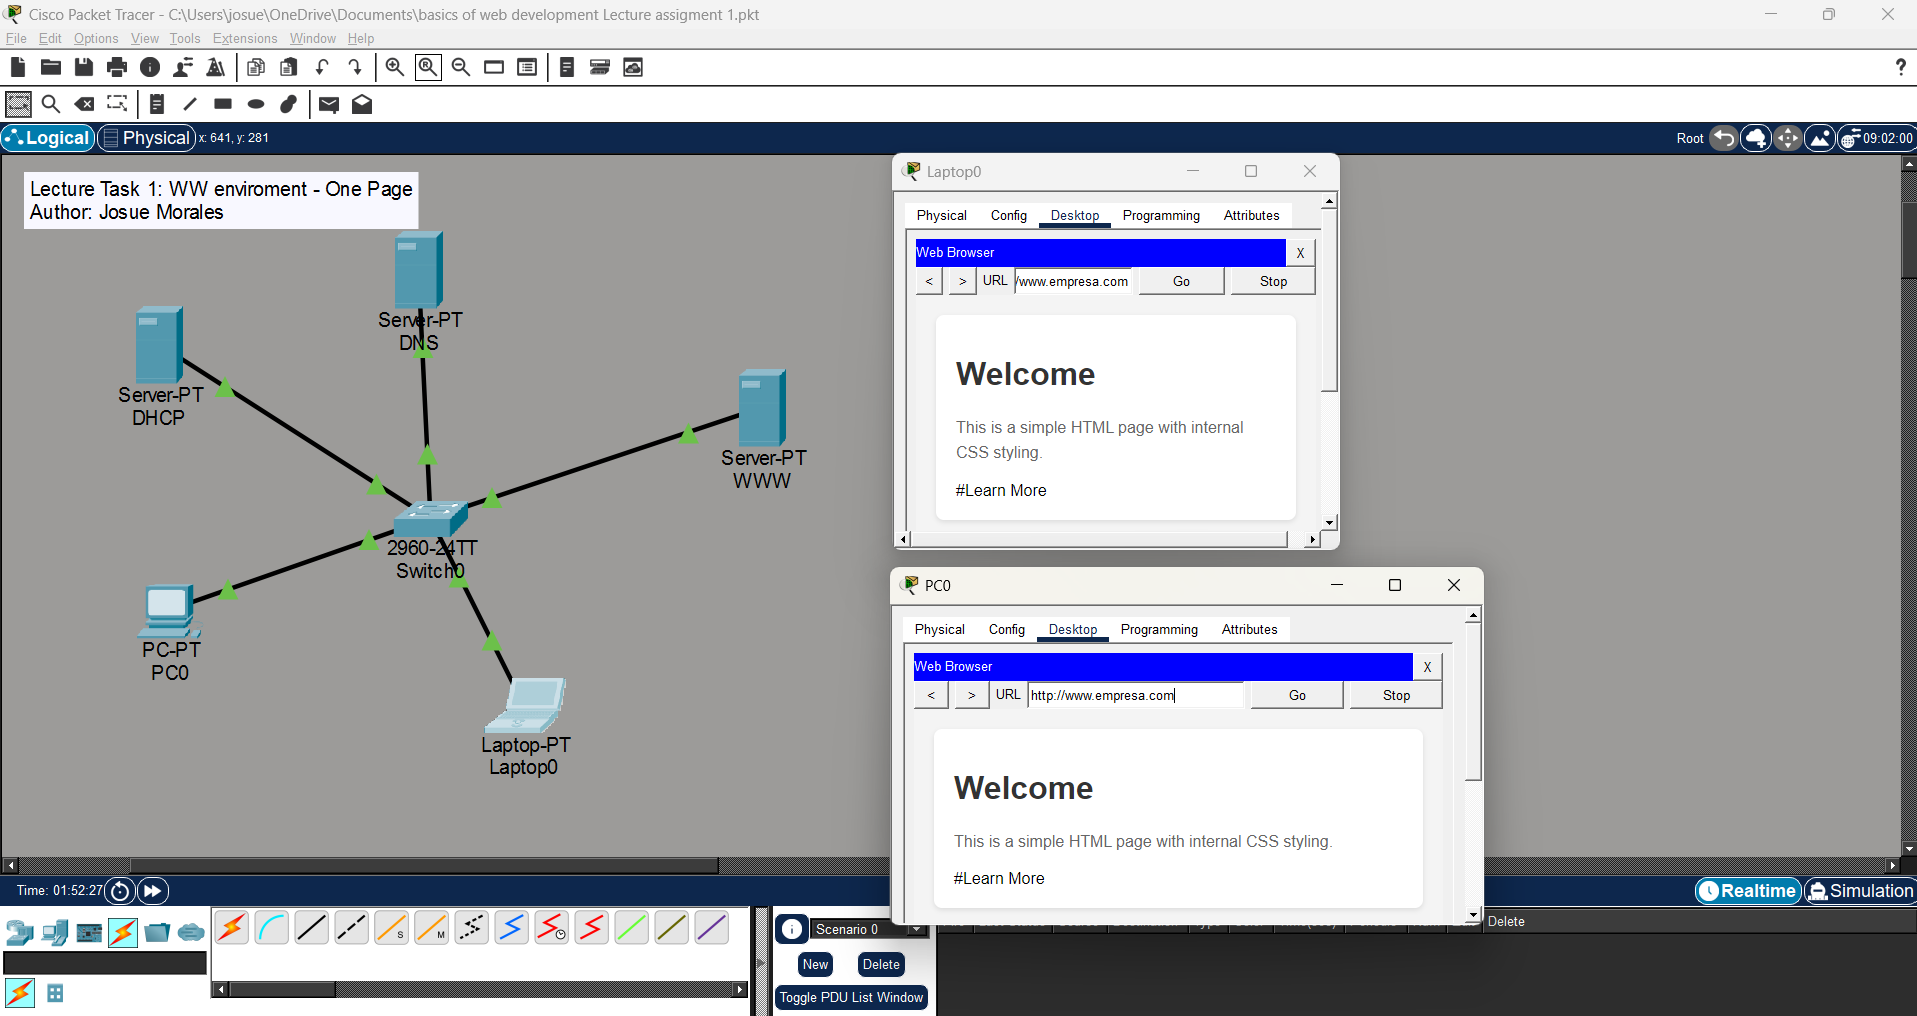 Cisco Packet Tracer - C:\Users\josue\OneDrive\Documents\basics of web development Lecture assigment 1.pkt
File Edit Options View Tools Extensions Window Help
?
Logical Physical x: 641, y: 281
Root 09:02:00
Lecture Task 1: WW enviroment - One Page
Author: Josue Morales
Server-PT
DNS
Server-PT
DHCP
Server-PT
WWW
2960-24TT
Switch0
PC-PT
PC0
Laptop-PT
Laptop0
Laptop0
Physical Config Desktop Programming Attributes
Web Browser X
< > URL /www.empresa.com Go Stop
Welcome
This is a simple HTML page with internal
CSS styling.
#Learn More
PC0
Physical Config Desktop Programming Attributes
Web Browser X
< > URL http://www.empresa.com Go Stop
Welcome
This is a simple HTML page with internal CSS styling.
#Learn More
Time: 01:52:27
Realtime Simulation
S M
Scenario 0
New Delete
Toggle PDU List Window
Delete